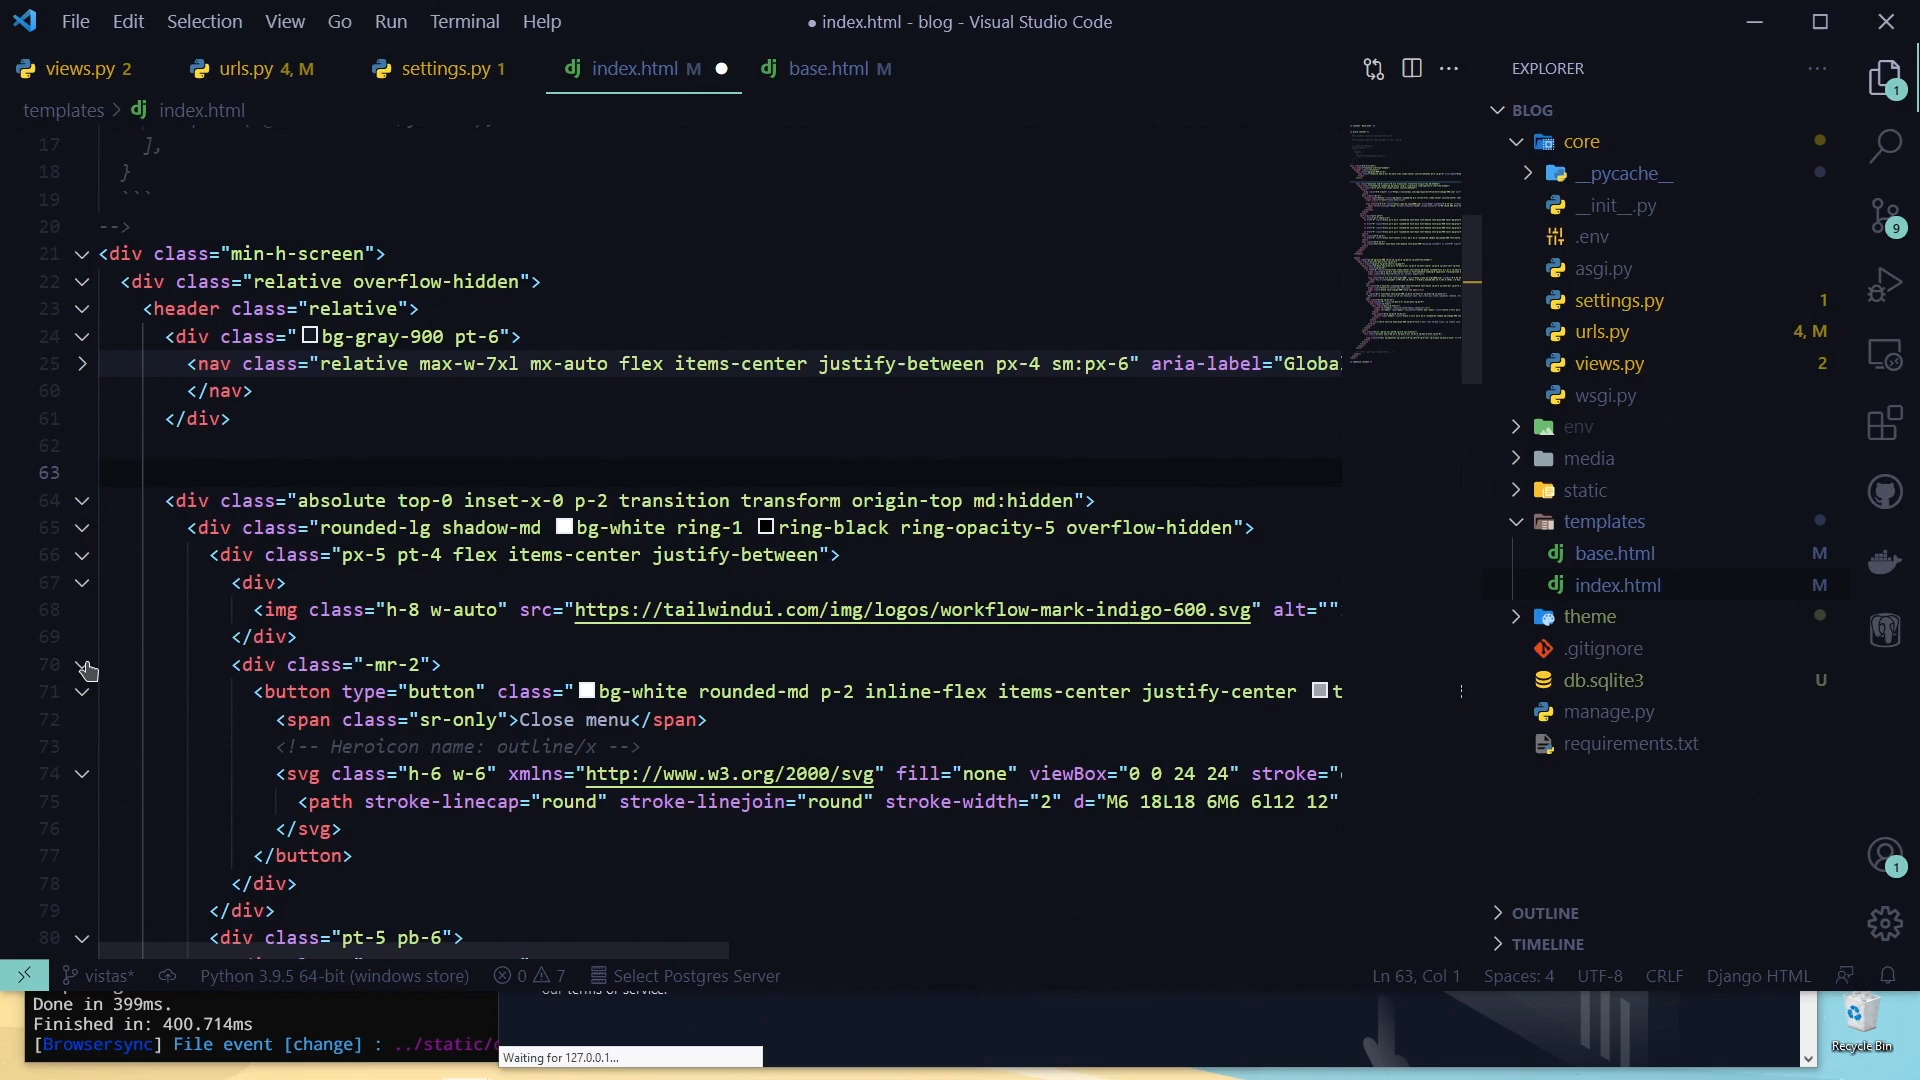 File Edit Selection View Go Run Terminal Help
● index.html - blog - Visual Studio Code
views.py 2 urls.py 4, M settings.py 1 index.html M base.html M
templates > index.html
17 ],
18 }
19 ```
20 -->
21 <div class="min-h-screen">
22 <div class="relative overflow-hidden">
23 <header class="relative">
24 <div class="bg-gray-900 pt-6">
25 <nav class="relative max-w-7xl mx-auto flex items-center justify-between px-4 sm:px-6" aria-label="Globa
60 </nav>
61 </div>
62
63
64 <div class="absolute top-0 inset-x-0 p-2 transition transform origin-top md:hidden">
65 <div class="rounded-lg shadow-md bg-white ring-1 ring-black ring-opacity-5 overflow-hidden">
66 <div class="px-5 pt-4 flex items-center justify-between">
67 <div>
68 <img class="h-8 w-auto" src="https://tailwindui.com/img/logos/workflow-mark-indigo-600.svg" alt=""
69 </div>
70 <div class="-mr-2">
71 <button type="button" class="bg-white rounded-md p-2 inline-flex items-center justify-center t
72 <span class="sr-only">Close menu</span>
73 <!-- Heroicon name: outline/x -->
74 <svg class="h-6 w-6" xmlns="http://www.w3.org/2000/svg" fill="none" viewBox="0 0 24 24" stroke="
75 <path stroke-linecap="round" stroke-linejoin="round" stroke-width="2" d="M6 18L18 6M6 6l12 12"
76 </svg>
77 </button>
78 </div>
79 </div>
80 <div class="pt-5 pb-6">
EXPLORER
BLOG
core
__pycache__
__init__.py
.env
asgi.py
settings.py 1
urls.py 4, M
views.py 2
wsgi.py
env
media
static
templates
base.html M
index.html M
theme
.gitignore
db.sqlite3 U
manage.py
requirements.txt
OUTLINE
TIMELINE
1
9
1
vistas* Python 3.9.5 64-bit (windows store) 0 7 Select Postgres Server
Ln 63, Col 1 Spaces: 4 UTF-8 CRLF Django HTML
Done in 399ms.
Finished in: 400.714ms
[Browsersync] File event [change] : ../static/
our terms of service.
Waiting for 127.0.0.1...
Recycle Bin